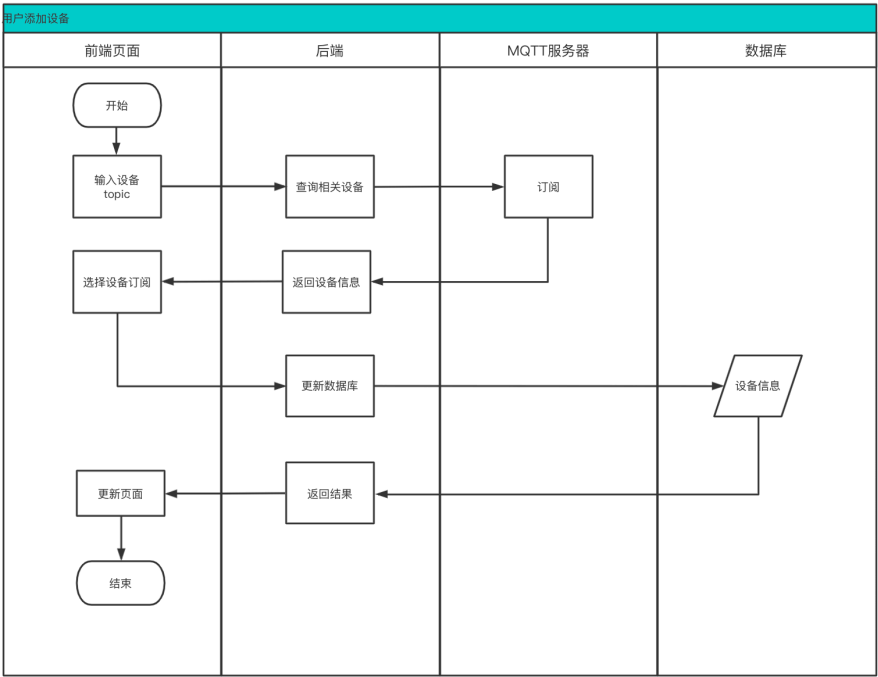 用户添加设备
前端页面
后端
MQTT服务器
数据库
开始
输入设备
topic
查询相关设备
订阅
选择设备订阅
返回设备信息
更新数据库
设备信息
更新页面
返回结果
结束